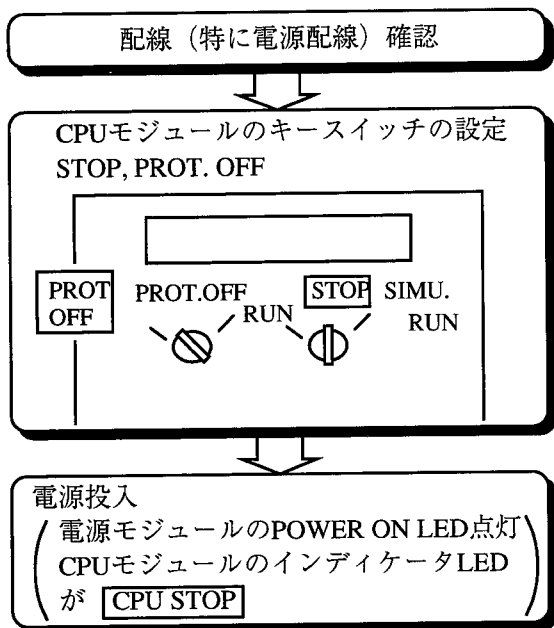 配線（特に電源配線）確認
CPUモジュールのキースイッチの設定
STOP, PROT. OFF
PROT
OFF
PROT.OFF
RUN
STOP
SIMU.
RUN
電源投入
電源モジュールのPOWER ON LED点灯
CPUモジュールのインディケータLED
が CPU STOP